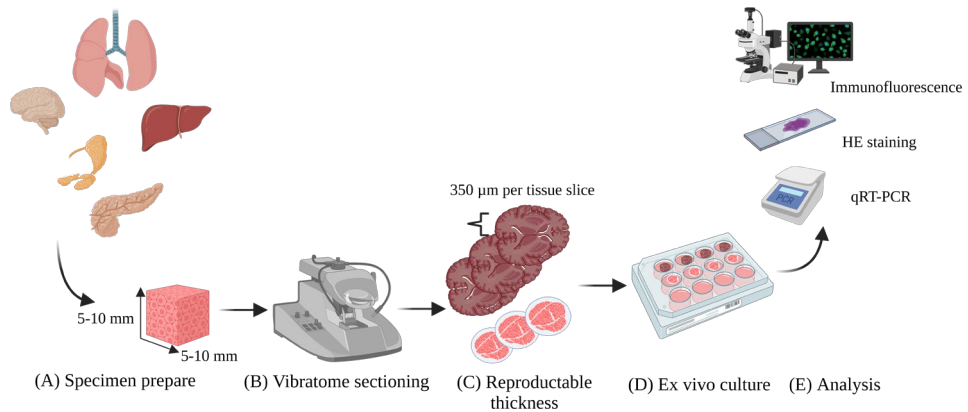 Immunofluorescence
HE staining
350 µm per tissue slice
PCR
qRT-PCR
5-10 mm
5-10 mm
(A) Specimen prepare
(B) Vibratome sectioning
(C) Reproductable
thickness
(D) Ex vivo culture
(E) Analysis